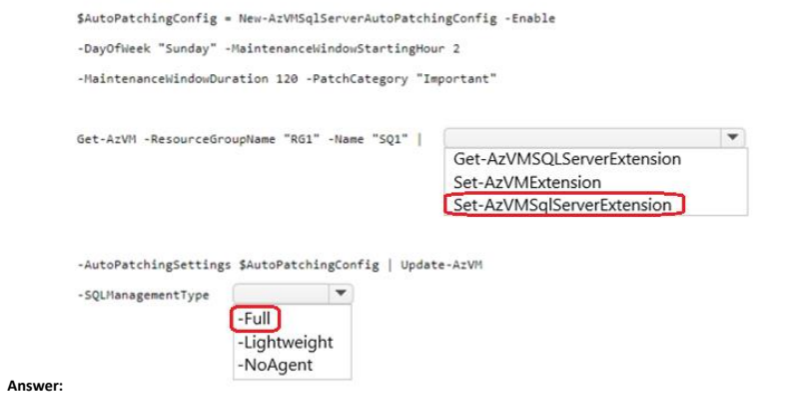 $AutoPatchingConfig = New-AzVMSqlServerAutoPatchingConfig -Enable
-DayOfWeek "Sunday" -MaintenanceWindowStartingHour 2
-MaintenanceWindowDuration 120 -PatchCategory "Important"
Get-AzVM -ResourceGroupName "RG1" -Name "SQ1" |
Get-AzVMSQLServerExtension
Set-AzVMExtension
Set-AzVMSqlServerExtension
-AutoPatchingSettings $AutoPatchingConfig | Update-AzVM
-SQLManagementType
-Full
-Lightweight
-NoAgent
Answer: